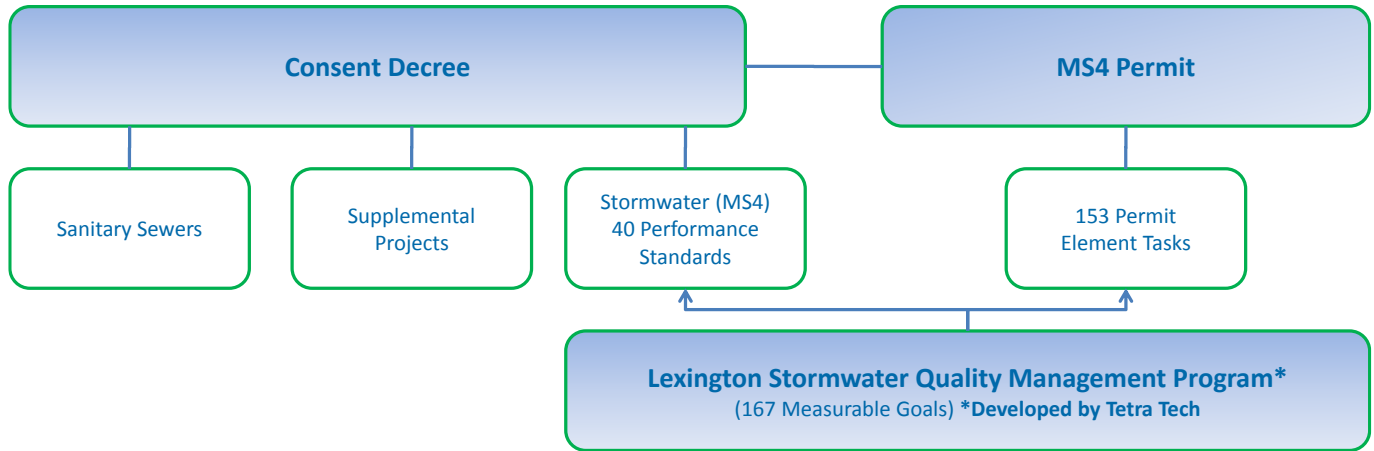 Consent Decree
MS4 Permit
Sanitary Sewers
Supplemental
Projects
Stormwater (MS4)
40 Performance
Standards
153 Permit
Element Tasks
Lexington Stormwater Quality Management Program*
(167 Measurable Goals) *Developed by Tetra Tech